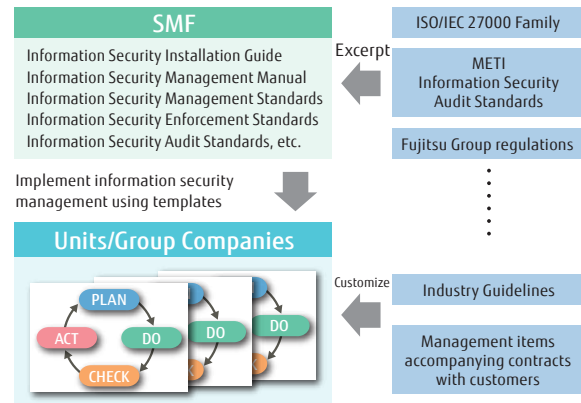 SMF
Information Security Installation Guide
Information Security Management Manual
Information Security Management Standards
Information Security Enforcement Standards
Information Security Audit Standards, etc.
Excerpt
ISO/IEC 27000 Family
METI
Information Security
Audit Standards
Fujitsu Group regulations
Implement information security
management using templates
Units/Group Companies
PLAN
DO
CHECK
ACT
DO
DO
Customize
Industry Guidelines
Management items
accompanying contracts
with customers